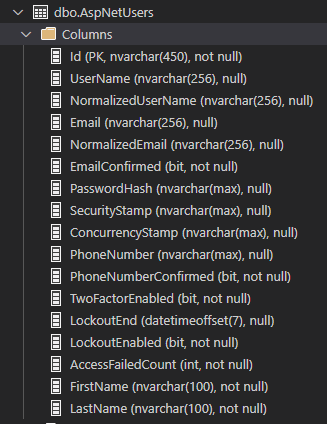 dbo.AspNetUsers
Columns
Id (PK, nvarchar(450), not null)
UserName (nvarchar(256), null)
NormalizedUserName (nvarchar(256), null)
Email (nvarchar(256), null)
NormalizedEmail (nvarchar(256), null)
EmailConfirmed (bit, not null)
PasswordHash (nvarchar(max), null)
SecurityStamp (nvarchar(max), null)
ConcurrencyStamp (nvarchar(max), null)
PhoneNumber (nvarchar(max), null)
PhoneNumberConfirmed (bit, not null)
TwoFactorEnabled (bit, not null)
LockoutEnd (datetimeoffset(7), null)
LockoutEnabled (bit, not null)
AccessFailedCount (int, not null)
FirstName (nvarchar(100), not null)
LastName (nvarchar(100), not null)